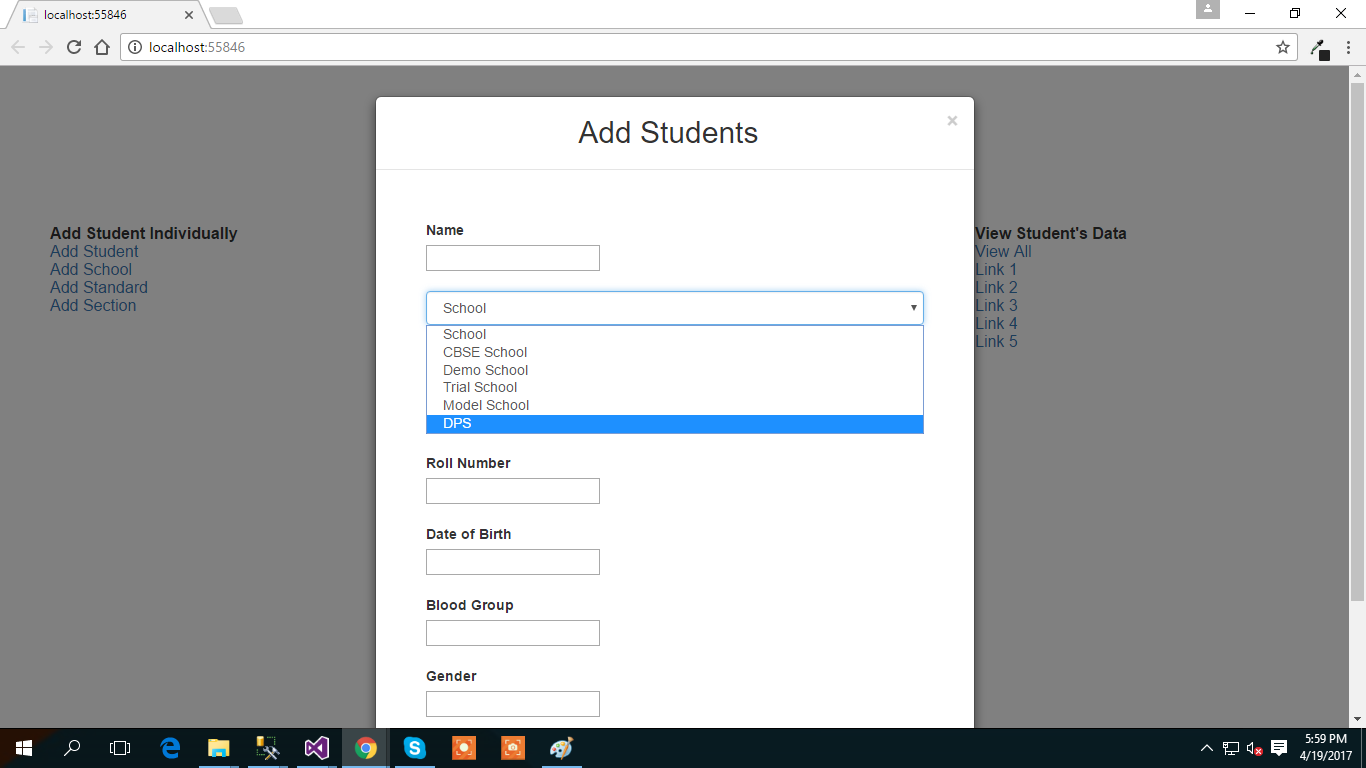 localhost:55846
localhost:55846
Add Students
×
Add Student Individually
Add Student
Add School
Add Standard
Add Section
Name
School
School
CBSE School
Demo School
Trial School
Model School
DPS
Roll Number
Date of Birth
Blood Group
Gender
View Student's Data
View All
Link 1
Link 2
Link 3
Link 4
Link 5
5:59 PM
4/19/2017